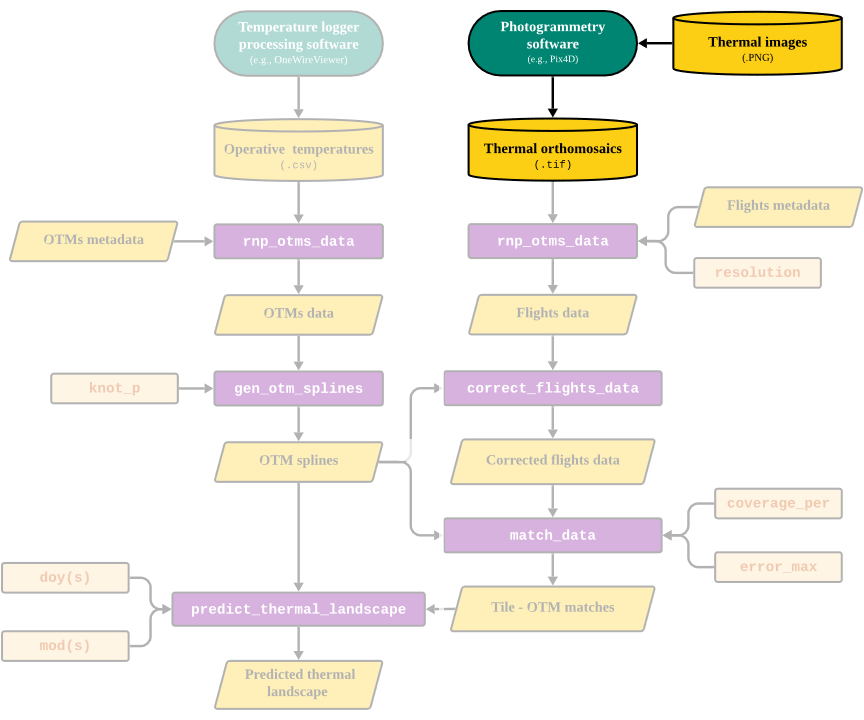 Temperature logger
processing software
(e.g., OneWireViewer)
Photogrammetry
software
(e.g., Pix4D)
Thermal images
(.PNG)
Operative temperatures
(.csv)
Thermal orthomosaics
(.tif)
OTMs metadata
rnp_otms_data
rnp_otms_data
Flights metadata
resolution
OTMs data
Flights data
knot_p
gen_otm_splines
correct_flights_data
OTM splines
Corrected flights data
coverage_per
match_data
error_max
doy(s)
predict_thermal_landscape
Tile - OTM matches
mod(s)
Predicted thermal
landscape